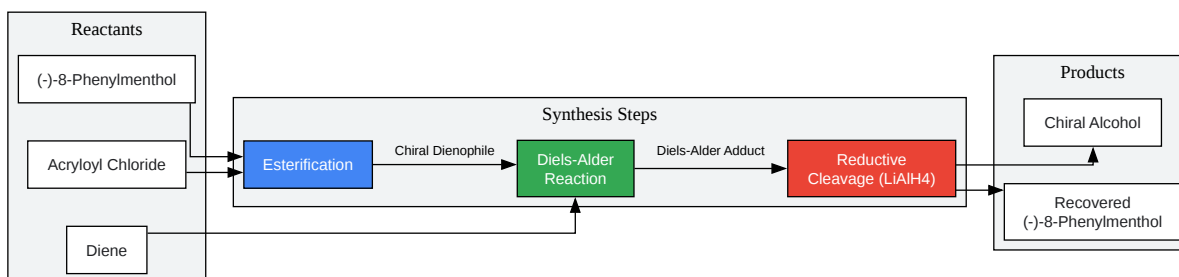 Reactants
(-)-8-Phenylmenthol
Acryloyl Chloride
Diene
Synthesis Steps
Esterification
Chiral Dienophile
Diels-Alder
Reaction
Diels-Alder Adduct
Reductive
Cleavage (LiAlH4)
Products
Chiral Alcohol
Recovered
(-)-8-Phenylmenthol